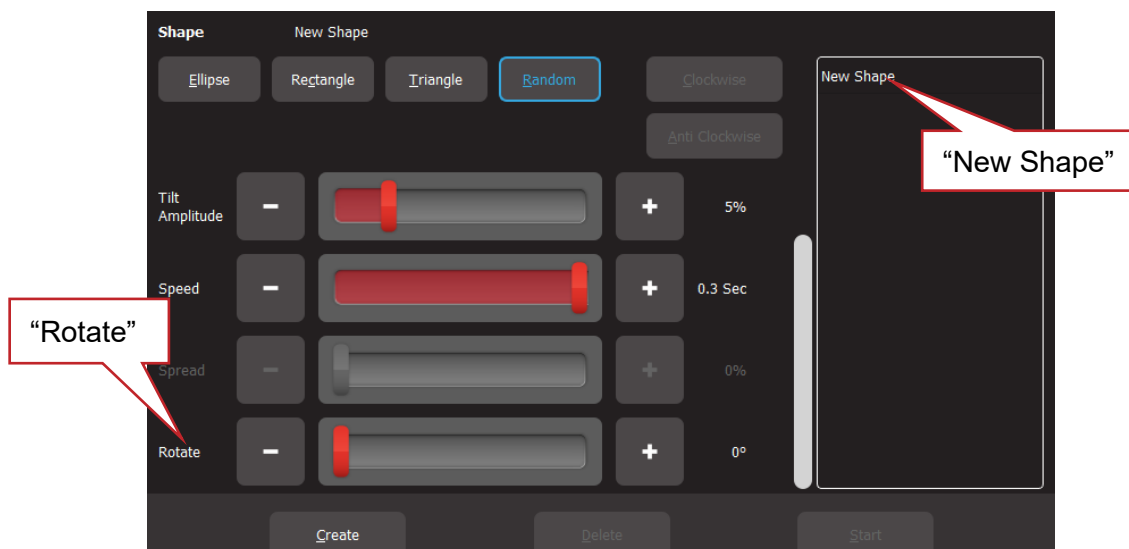 Shape New Shape
Ellipse Rectangle Triangle Random Clockwise New Shape
Anti Clockwise
“New Shape”
Tilt
Amplitude − + 5%
Speed − + 0.3 Sec
“Rotate”
Spread − + 0%
Rotate − + 0°
Create Delete Start